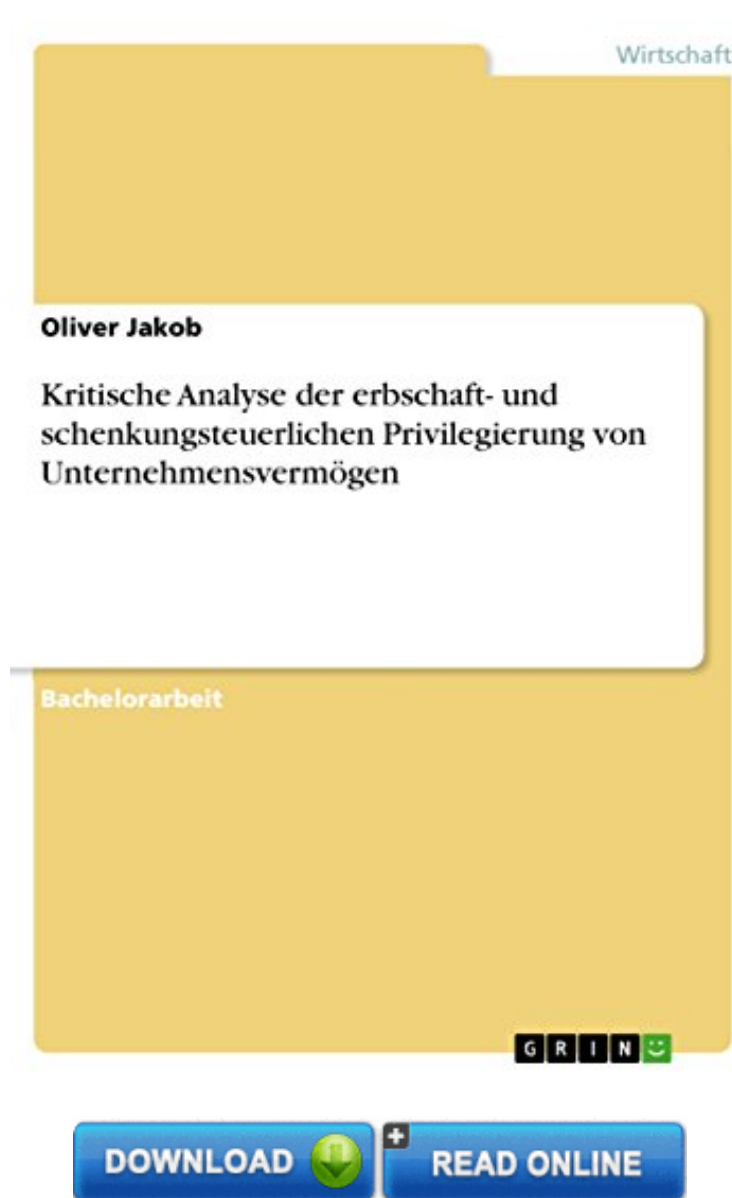 Wirtschaft
Oliver Jakob
Kritische Analyse der erbschaft- und
schenkungsteuerlichen Privilegierung von
Unternehmensvermögen
Bachelorarbeit
GRIN
DOWNLOAD
READ ONLINE